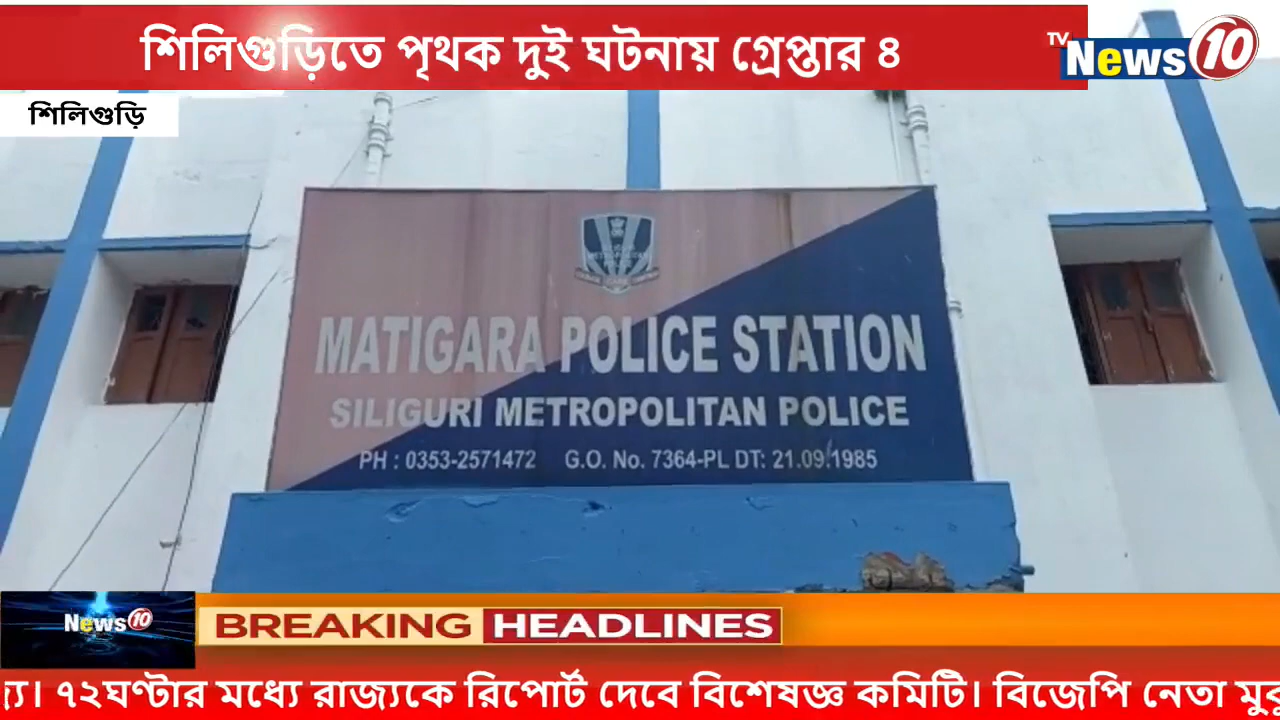 শিলিগুড়িতে পৃথক দুই ঘটনায় গ্রেপ্তার ৪
TV News 10
শিলিগুড়ি
MATIGARA POLICE STATION
SILIGURI METROPOLITAN POLICE
PH : 0353-2571472 G.O. No. 7364-PL DT: 21.09.1985
News 10
BREAKING HEADLINES
৭২ঘণ্টার মধ্যে রাজ্যকে রিপোর্ট দেবে বিশেষজ্ঞ কমিটি। বিজেপি নেতা